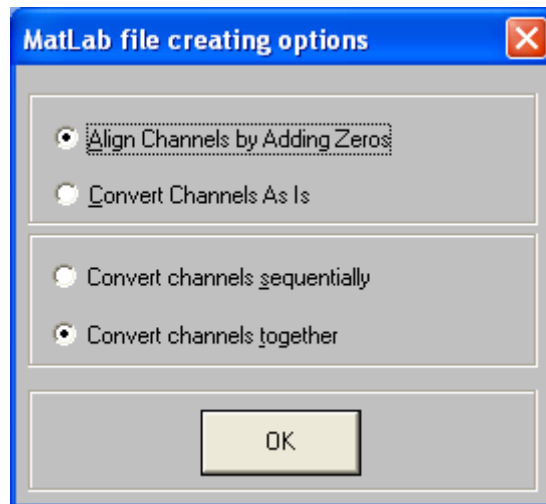 MatLab file creating options
Align Channels by Adding Zeros
Convert Channels As Is
Convert channels sequentially
Convert channels together
OK